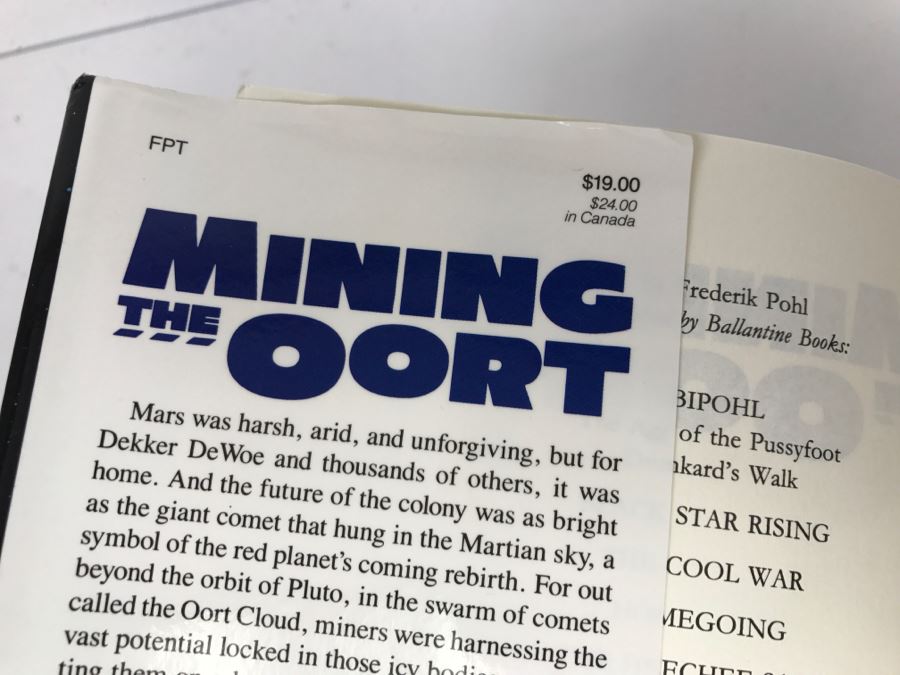 FPT
$19.00
$24.00
in Canada
MINING
THE
OORT
Mars was harsh, arid, and unforgiving, but for
Dekker DeWoe and thousands of others, it was
home. And the future of the colony was as bright
as the giant comet that hung in the Martian sky, a
symbol of the red planet's coming rebirth. For out
beyond the orbit of Pluto, in the swarm of comets
called the Oort Cloud, miners were harnessing the
vast potential locked in those icy
Frederik Pohl
by Ballantine Books:
BIPOHL
of the Pussyfoot
nkard's Walk
STAR RISING
COOL WAR
MEGOING